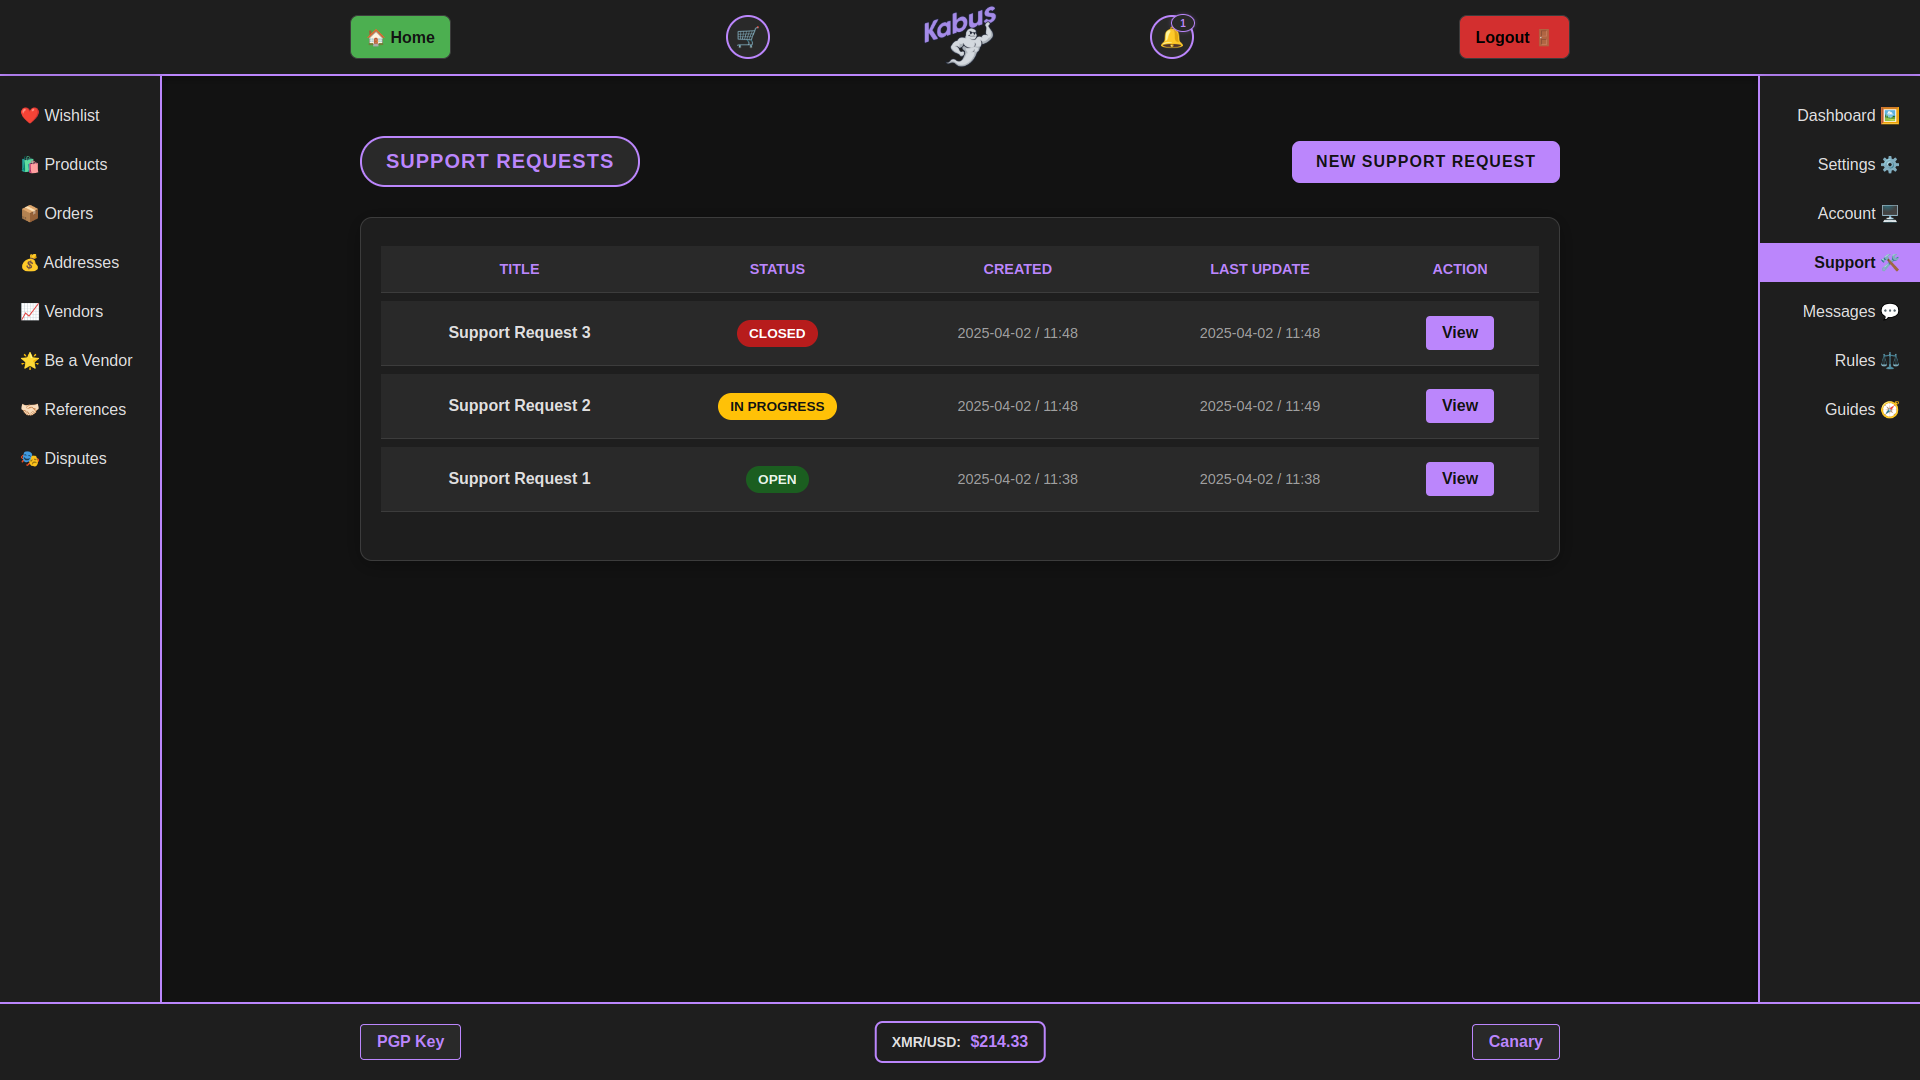 🏠 Home
Kabus
1
Logout 🚪
❤️ Wishlist
🛍️ Products
📦 Orders
💰 Addresses
📈 Vendors
🌟 Be a Vendor
🤝🏻 References
🎭 Disputes
SUPPORT REQUESTS
NEW SUPPORT REQUEST
TITLE STATUS CREATED LAST UPDATE ACTION
Support Request 3 CLOSED 2025-04-02 / 11:48 2025-04-02 / 11:48 View
Support Request 2 IN PROGRESS 2025-04-02 / 11:48 2025-04-02 / 11:49 View
Support Request 1 OPEN 2025-04-02 / 11:38 2025-04-02 / 11:38 View
Dashboard 🖼️
Settings ⚙️
Account 🖥️
Support 🛠️
Messages 💬
Rules ⚖️
Guides 🧭
PGP Key
XMR/USD: $214.33
Canary